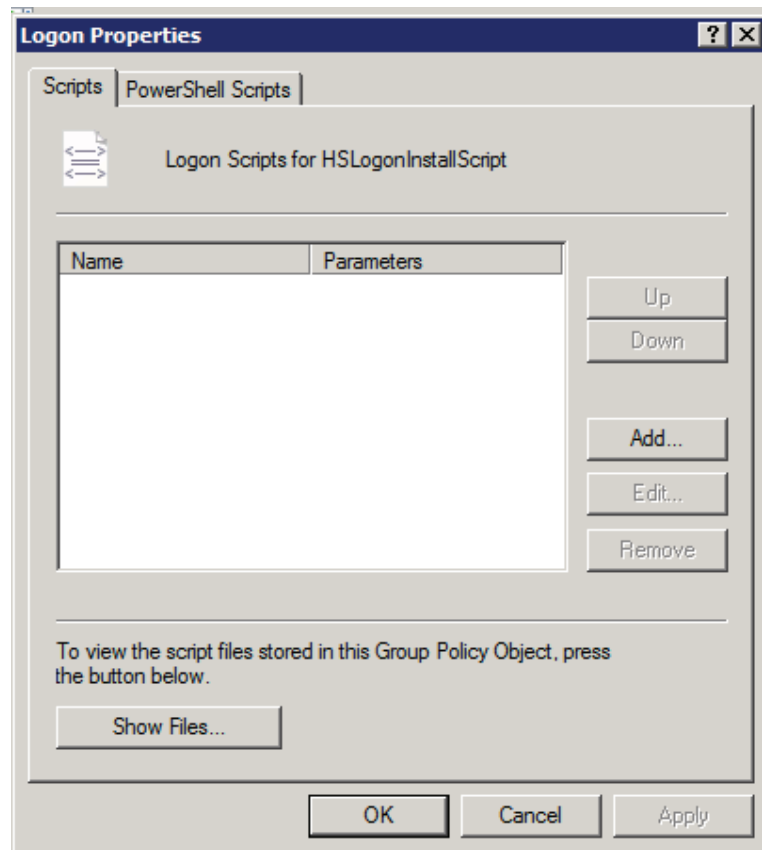 Logon Properties
Scripts
PowerShell Scripts
Logon Scripts for HSLogonInstallScript
Name
Parameters
Up
Down
Add...
Edit...
Remove
To view the script files stored in this Group Policy Object, press
the button below.
Show Files...
OK
Cancel
Apply